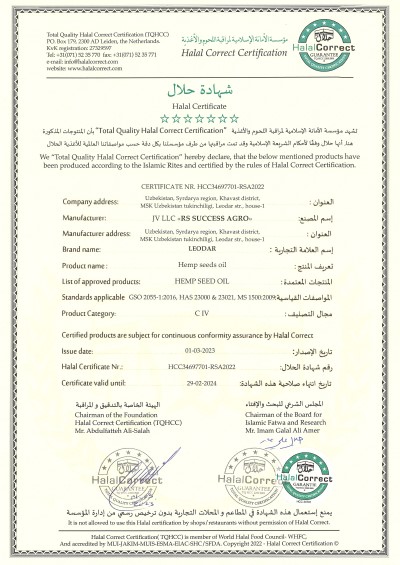 Total Quality Halal Correct Certification (TQHCC)
PO. Box 179, 2300 AD Leiden, the Netherlands.
KvK registration: 27329597
Tel: +31(071) 52 35 770 fax: +31(071) 52 35 771
e-mail: info@halalcorrect.com
website: www.halalcorrect.com
مؤسسة الأمانة الإسلامية لمراقبة اللحوم والأغذية
Halal Correct Certification
HalalCorrect
GUARANTEE
شهادة حلال
Halal Certificate
تشهد مؤسسة الأمانة الإسلامية لمراقبة اللحوم والأغذية "Total Quality Halal Correct Certification" بأن المنتوجات المذكورة
هنا، أنها حلال وفقا لأحكام الشريعة الإسلامية وقد تمت مراقبتها من طرف مؤسستنا بكل دقة حسب مواصفاتنا العالمية للأغذية الحلال
We "Total Quality Halal Correct Certification" hereby declare, that the below mentioned products have
been produced according to the Islamic Rites and certified by the rules of Halal Correct Certification.
CERTIFICATE NR. HCC34697701-RSA2022
Company address: Uzbekistan, Syrdarya region, Khavast district, MSK Uzbekistan tukinchiligi, Leodar str., house-1 العنوان:
Manufacturer: JV LLC «RS SUCCESS AGRO» إسم المصنع:
Manufacturer address: Uzbekistan, Syrdarya region, Khavast district, MSK Uzbekistan tukinchiligi, Leodar str., house-1 العنوان:
Brand name: LEODAR إسم العلامة التجارية:
Product name: Hemp seeds oil تعريف المنتج:
List of approved products: HEMP SEED OIL المنتجات المعتمدة:
Standards applicable GSO 2055-1:2016, HAS 23000 & 23021, MS 1500:2009 المواصفات القياسية:
Product Category: C IV مجال التصنيف:
Certified products are subject for continuous conformity assurance by Halal Correct
Issue date: 01-03-2023 تاريخ الإصدار:
Halal Certificate Nr.: HCC34697701-RSA2022 رقم شهادة الحلال:
Certificate valid until: 29-02-2024 تاريخ انتهاء صلاحية هذه الشهادة:
الهيئة الخاصة بالتدقيق و المراقبة
Chairman of the Foundation
Halal Correct Certification (TQHCC)
Mr. Abdulfatteh Ali-Salah
المجلس الشرعي للبحث والإفتاء
Chairman of the Board for
Islamic Fatwa and Research
Mr. Imam Galal Ali Amer
HalalCorrect
GUARANTEE
HalalCorrect
GUARANTEE
HalalCorrect
GUARANTEE
يمنع إستعمال هذه الشهادة في المطاعم و المحلات التجارية بدون ترخيص رسمي من إدارة المؤسسة
It is not allowed to use this Halal certificate by shops/restaurants without permission of Halal Correct.
Halal Correct Certification( TQHCC) is member of World Halal Food Council- WHFC,
And accredited by MUI-JAKIM-MUIS-ESMA-EIAC-SHC/SFDA. Copyright 2022 - Halal Correct Certification ©